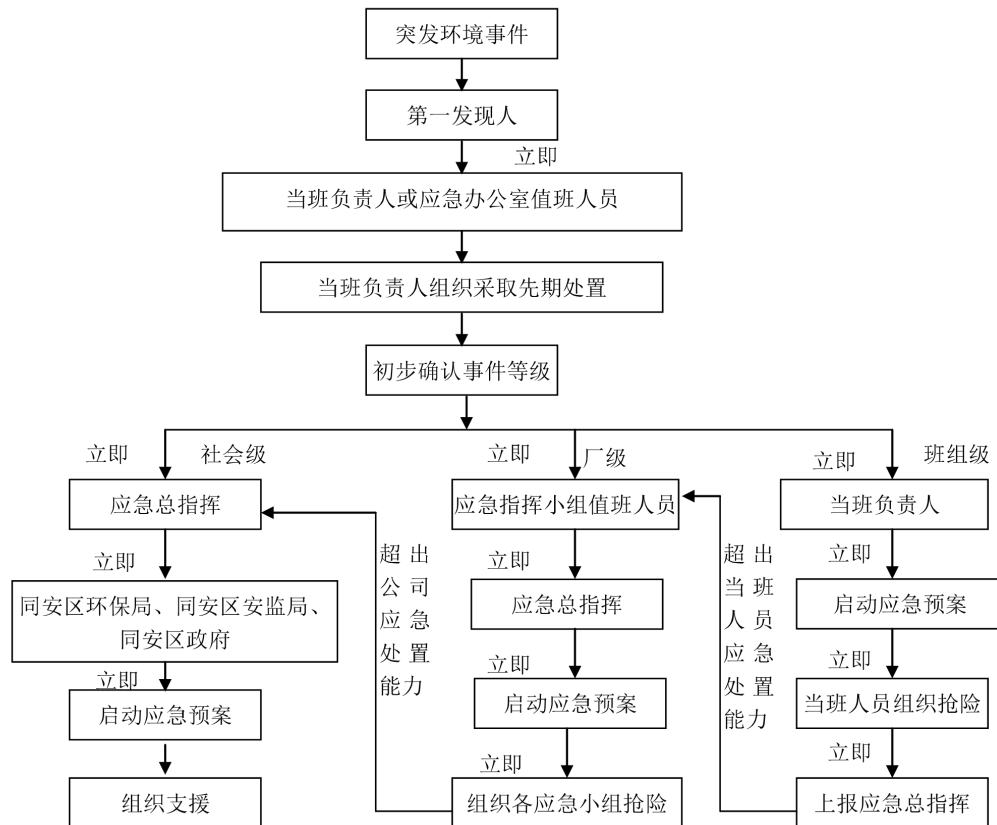 突发环境事件
第一发现人
立即
当班负责人或应急办公室值班人员
当班负责人组织采取先期处置
初步确认事件等级
立即
社会级
立即
厂级
立即
班组级
应急总指挥
应急指挥小组值班人员
当班负责人
立即
立即
立即
超出
公司
应急
处置
能力
超出
当班
人员
应急
处置
能力
同安区环保局、同安区安监局、
同安区政府
应急总指挥
启动应急预案
立即
立即
立即
启动应急预案
启动应急预案
当班人员组织抢险
立即
立即
组织支援
组织各应急小组抢险
上报应急总指挥